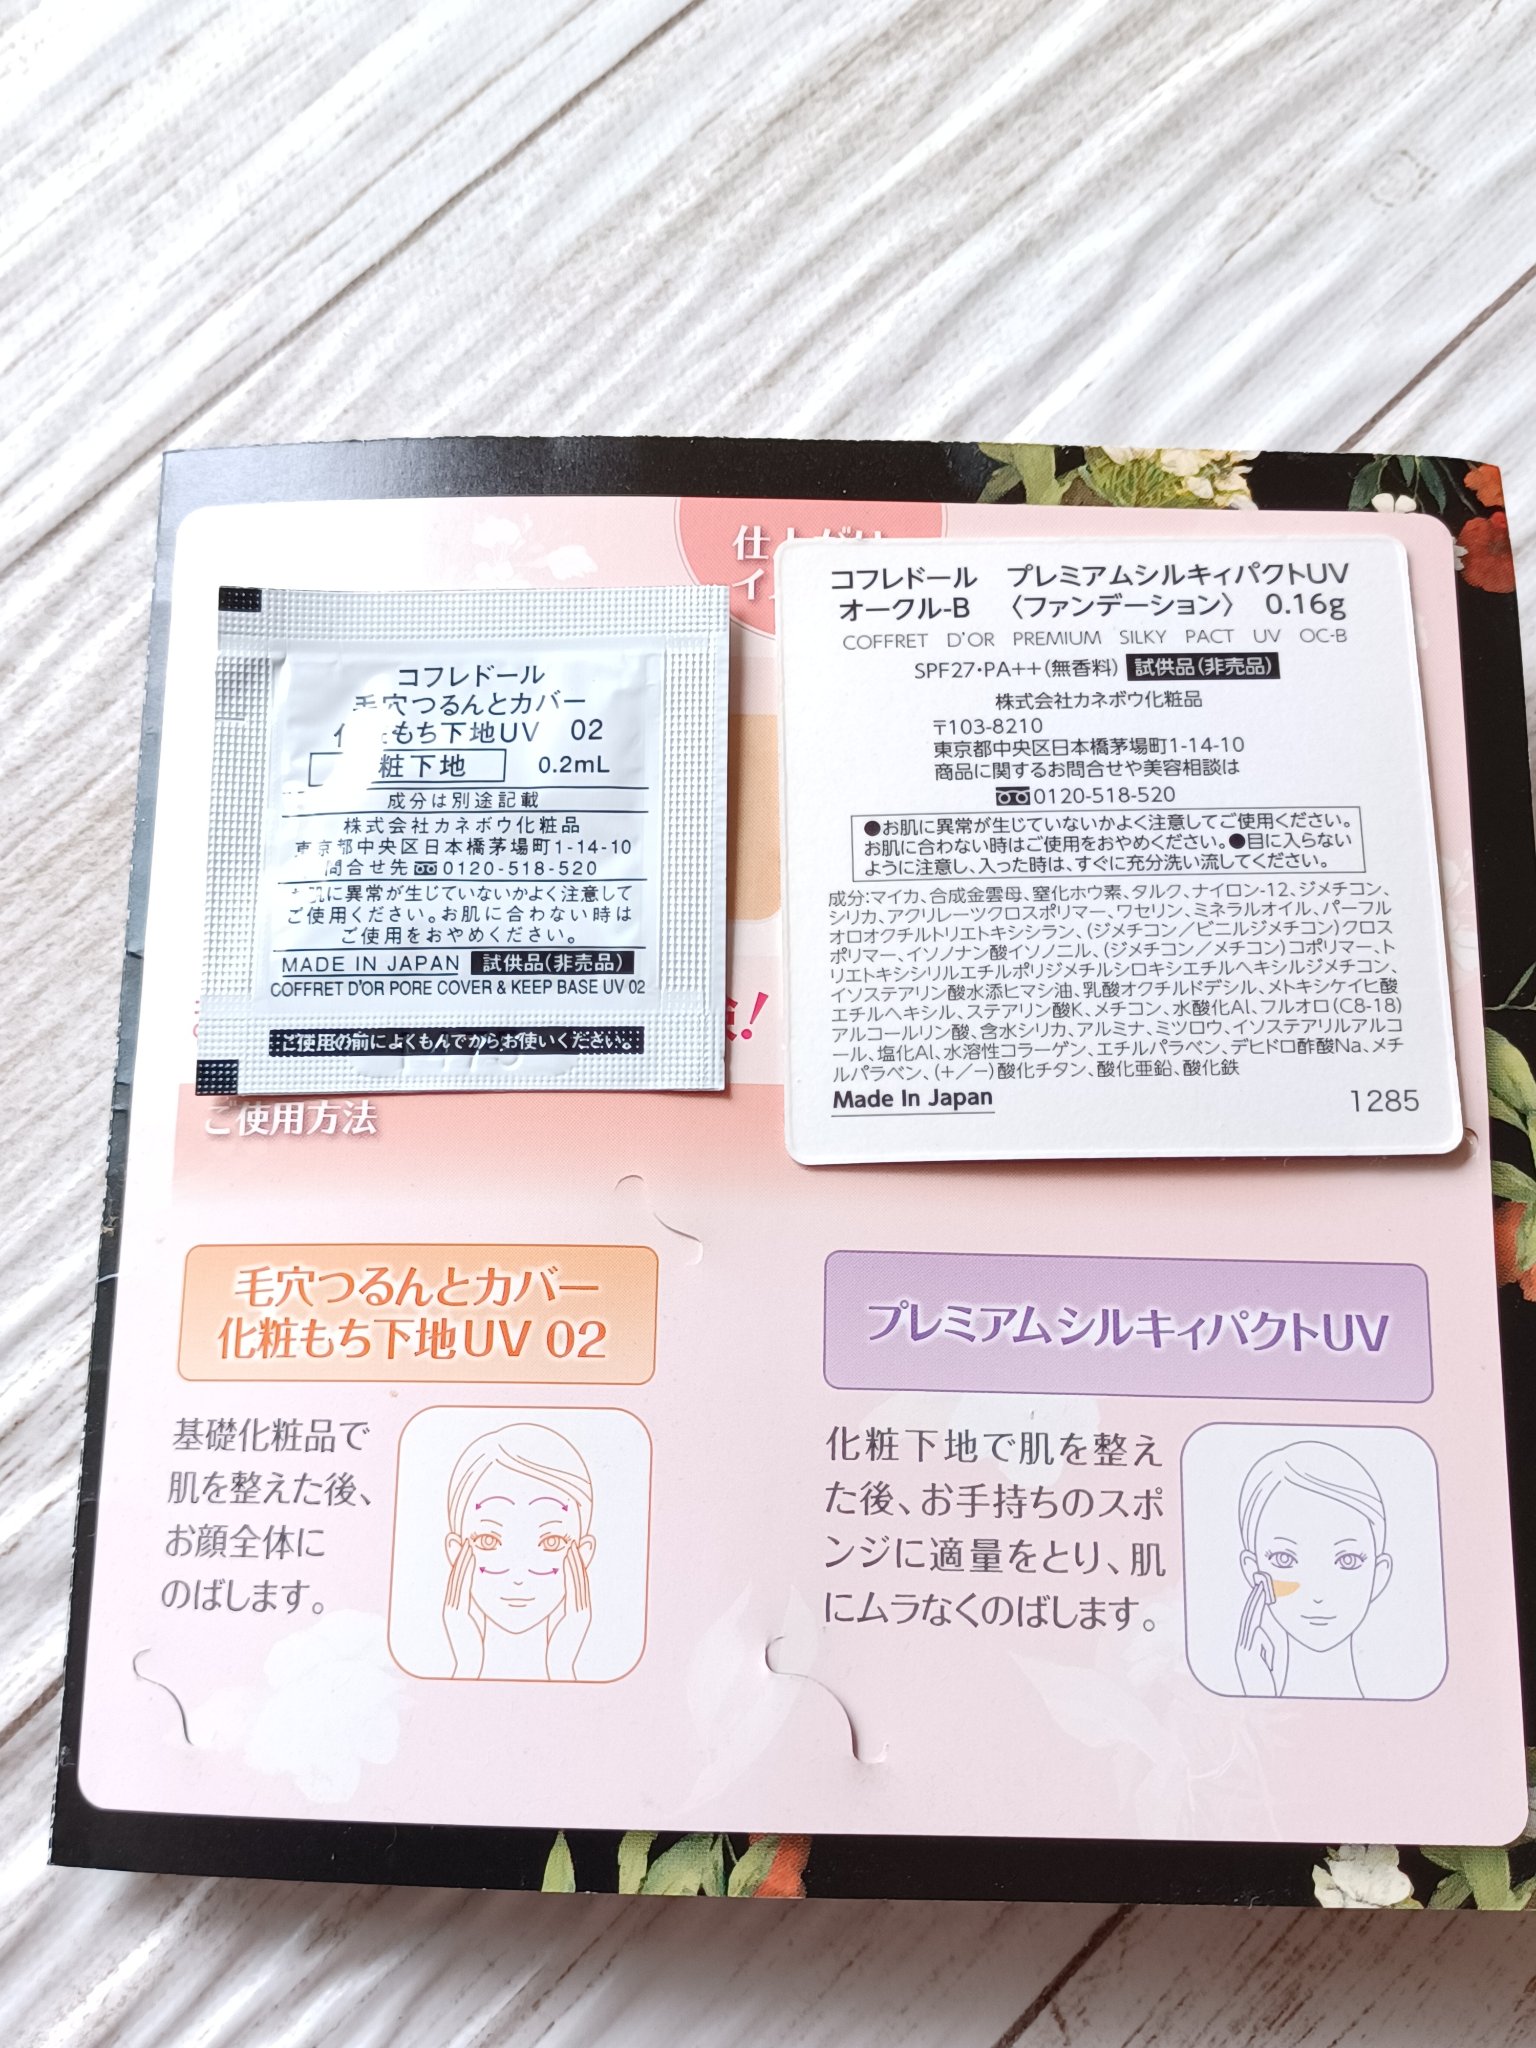 コフレドール
毛穴つるんとカバー
もち下地UV 02
粧下地 0.2mL
成分は別途記載
株式会社カネボウ化粧品
東京都中央区日本橋茅場町1-14-10
問合せ先 0120-518-520
肌に異常が生じていないかよく注意して
ご使用ください。お肌に合わない時は
ご使用をおやめください。
MADE IN JAPAN 試供品(非売品)
COFFRET D'OR PORE COVER & KEEP BASE UV 02
ご使用の前によくもんでからお使いください。
コフレドール プレミアムシルキィパクトUV
オークル-B 〈ファンデーション〉 0.16g
COFFRET D'OR PREMIUM SILKY PACT UV OC-B
SPF27・PA++(無香料) 試供品(非売品)
株式会社カネボウ化粧品
〒103-8210
東京都中央区日本橋茅場町1-14-10
商品に関するお問合せや美容相談は
0120-518-520
●お肌に異常が生じていないかよく注意してご使用ください。
お肌に合わない時はご使用をおやめください。●目に入らない
ように注意し、入った時は、すぐに充分洗い流してください。
成分:マイカ、合成金雲母、窒化ホウ素、タルク、ナイロン-12、ジメチコン、
シリカ、アクリレーツクロスポリマー、ワセリン、ミネラルオイル、パーフル
オロオクチルトリエトキシシラン、(ジメチコン/ビニルジメチコン)クロス
ポリマー、イソノナン酸イソノニル、(ジメチコン/メチコン)コポリマー、ト
リエトキシシリルエチルポリジメチルシロキシエチルヘキシルジメチコン、
イソステアリン酸水添ヒマシ油、乳酸オクチルドデシル、メトキシケイヒ酸
エチルヘキシル、ステアリン酸K、メチコン、水酸化Al、フルオロ(C8-18)
アルコールリン酸、含水シリカ、アルミナ、ミツロウ、イソステアリルアルコ
ール、塩化Al、水溶性コラーゲン、エチルパラベン、デヒドロ酢酸Na、メチ
ルパラベン、(+/-)酸化チタン、酸化亜鉛、酸化鉄
Made In Japan 1285
ご使用方法
毛穴つるんとカバー
化粧もち下地UV 02
基礎化粧品で
肌を整えた後、
お顔全体に
のばします。
プレミアムシルキィパクトUV
化粧下地で肌を整え
た後、お手持ちのスポ
ンジに適量をとり、肌
にムラなくのばします。